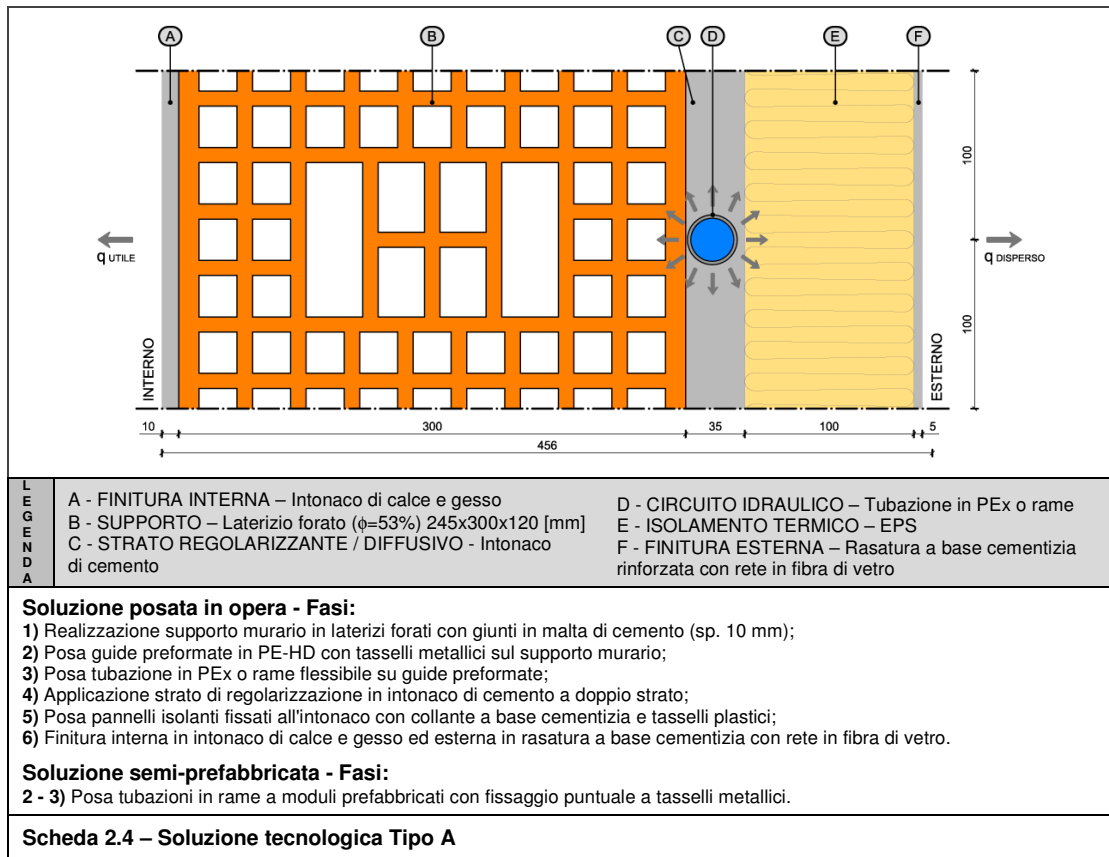 A B C D E F
100
q UTILE
q DISPERSO
100
INTERNO
ESTERNO
10 300 35 100 5
456
LEGENDA
A - FINITURA INTERNA – Intonaco di calce e gesso
B - SUPPORTO – Laterizio forato (ϕ=53%) 245x300x120 [mm]
C - STRATO REGOLARIZZANTE / DIFFUSIVO - Intonaco
di cemento
D - CIRCUITO IDRAULICO – Tubazione in PEx o rame
E - ISOLAMENTO TERMICO – EPS
F - FINITURA ESTERNA – Rasatura a base cementizia
rinforzata con rete in fibra di vetro
Soluzione posata in opera - Fasi:
1) Realizzazione supporto murario in laterizi forati con giunti in malta di cemento (sp. 10 mm);
2) Posa guide preformate in PE-HD con tasselli metallici sul supporto murario;
3) Posa tubazione in PEx o rame flessibile su guide preformate;
4) Applicazione strato di regolarizzazione in intonaco di cemento a doppio strato;
5) Posa pannelli isolanti fissati all'intonaco con collante a base cementizia e tasselli plastici;
6) Finitura interna in intonaco di calce e gesso ed esterna in rasatura a base cementizia con rete in fibra di vetro.
Soluzione semi-prefabbricata - Fasi:
2 - 3) Posa tubazioni in rame a moduli prefabbricati con fissaggio puntuale a tasselli metallici.
Scheda 2.4 – Soluzione tecnologica Tipo A